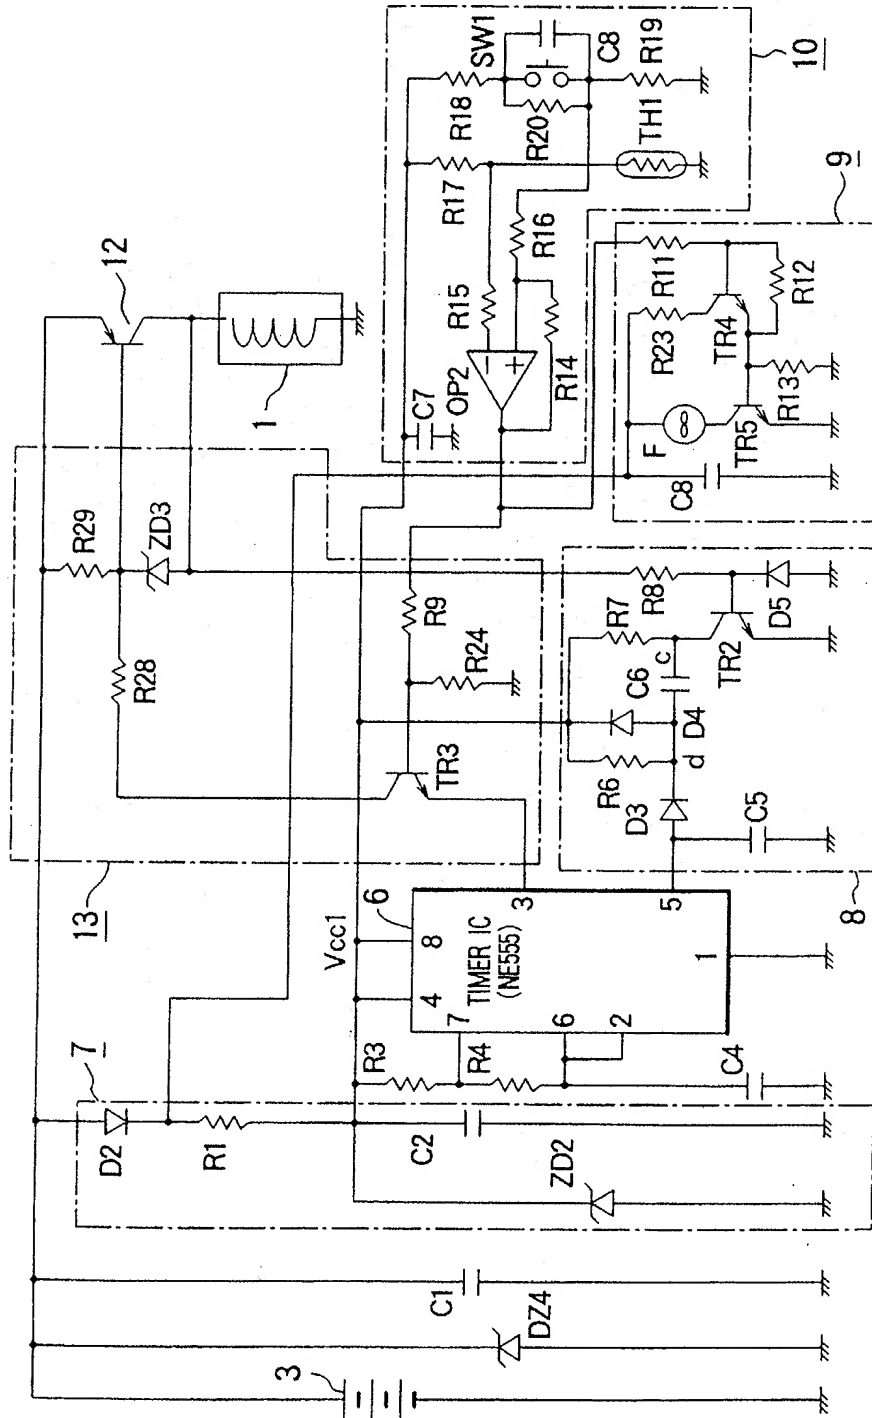 SW1
C8
R19
10
R18
R20
TH1
R17
R16
R15
R14
OP2
C7
9
R11
R12
R23
TR4
R13
F
TR5
C8
12
1
R29
ZD3
R28
R9
R24
TR3
R7
R8
C6
c
D5
TR2
D4
R6
d
D3
C5
8
13
Vcc1
6
8
4
3
5
TIMER IC
(NE555)
7
6
2
1
R3
R4
C4
7
D2
R1
C2
ZD2
C1
DZ4
3